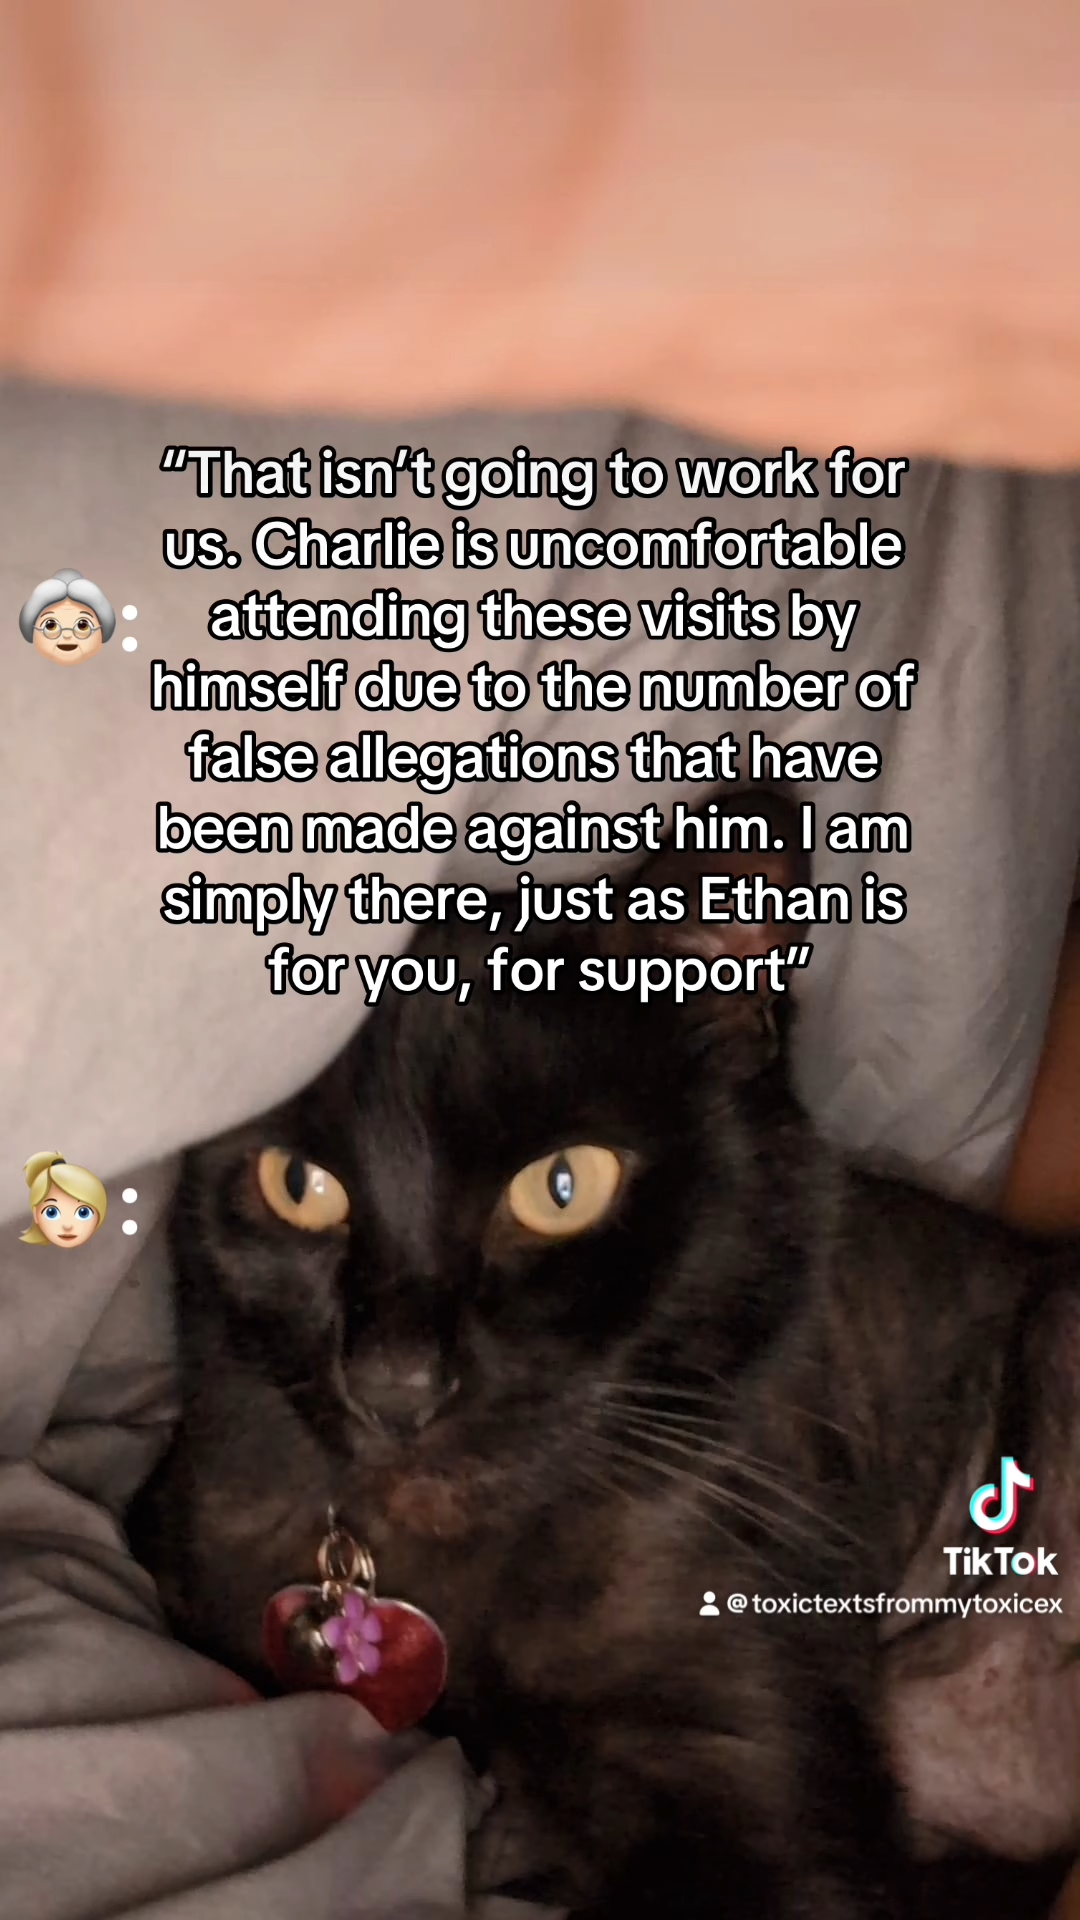 “That isn’t going to work for
us. Charlie is uncomfortable
attending these visits by
himself due to the number of
false allegations that have
been made against him. I am
simply there, just as Ethan is
for you, for support”
👵🏻:
👱🏻‍♀️:
TikTok
@toxictextsfrommytoxicex